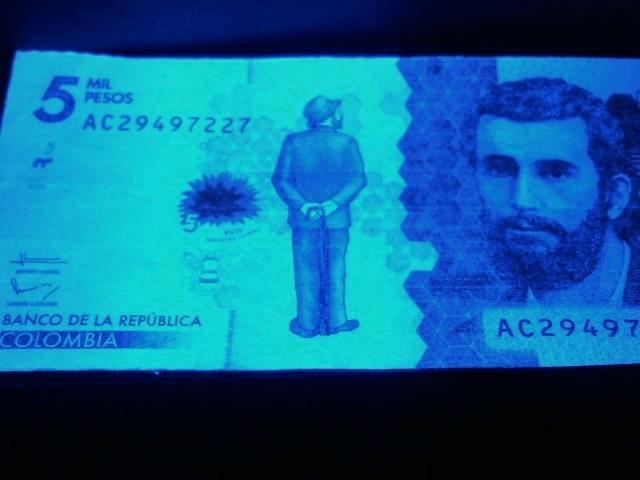 5 MIL
PESOS
AC29497227
BANCO DE LA REPÚBLICA
COLOMBIA
AC29497